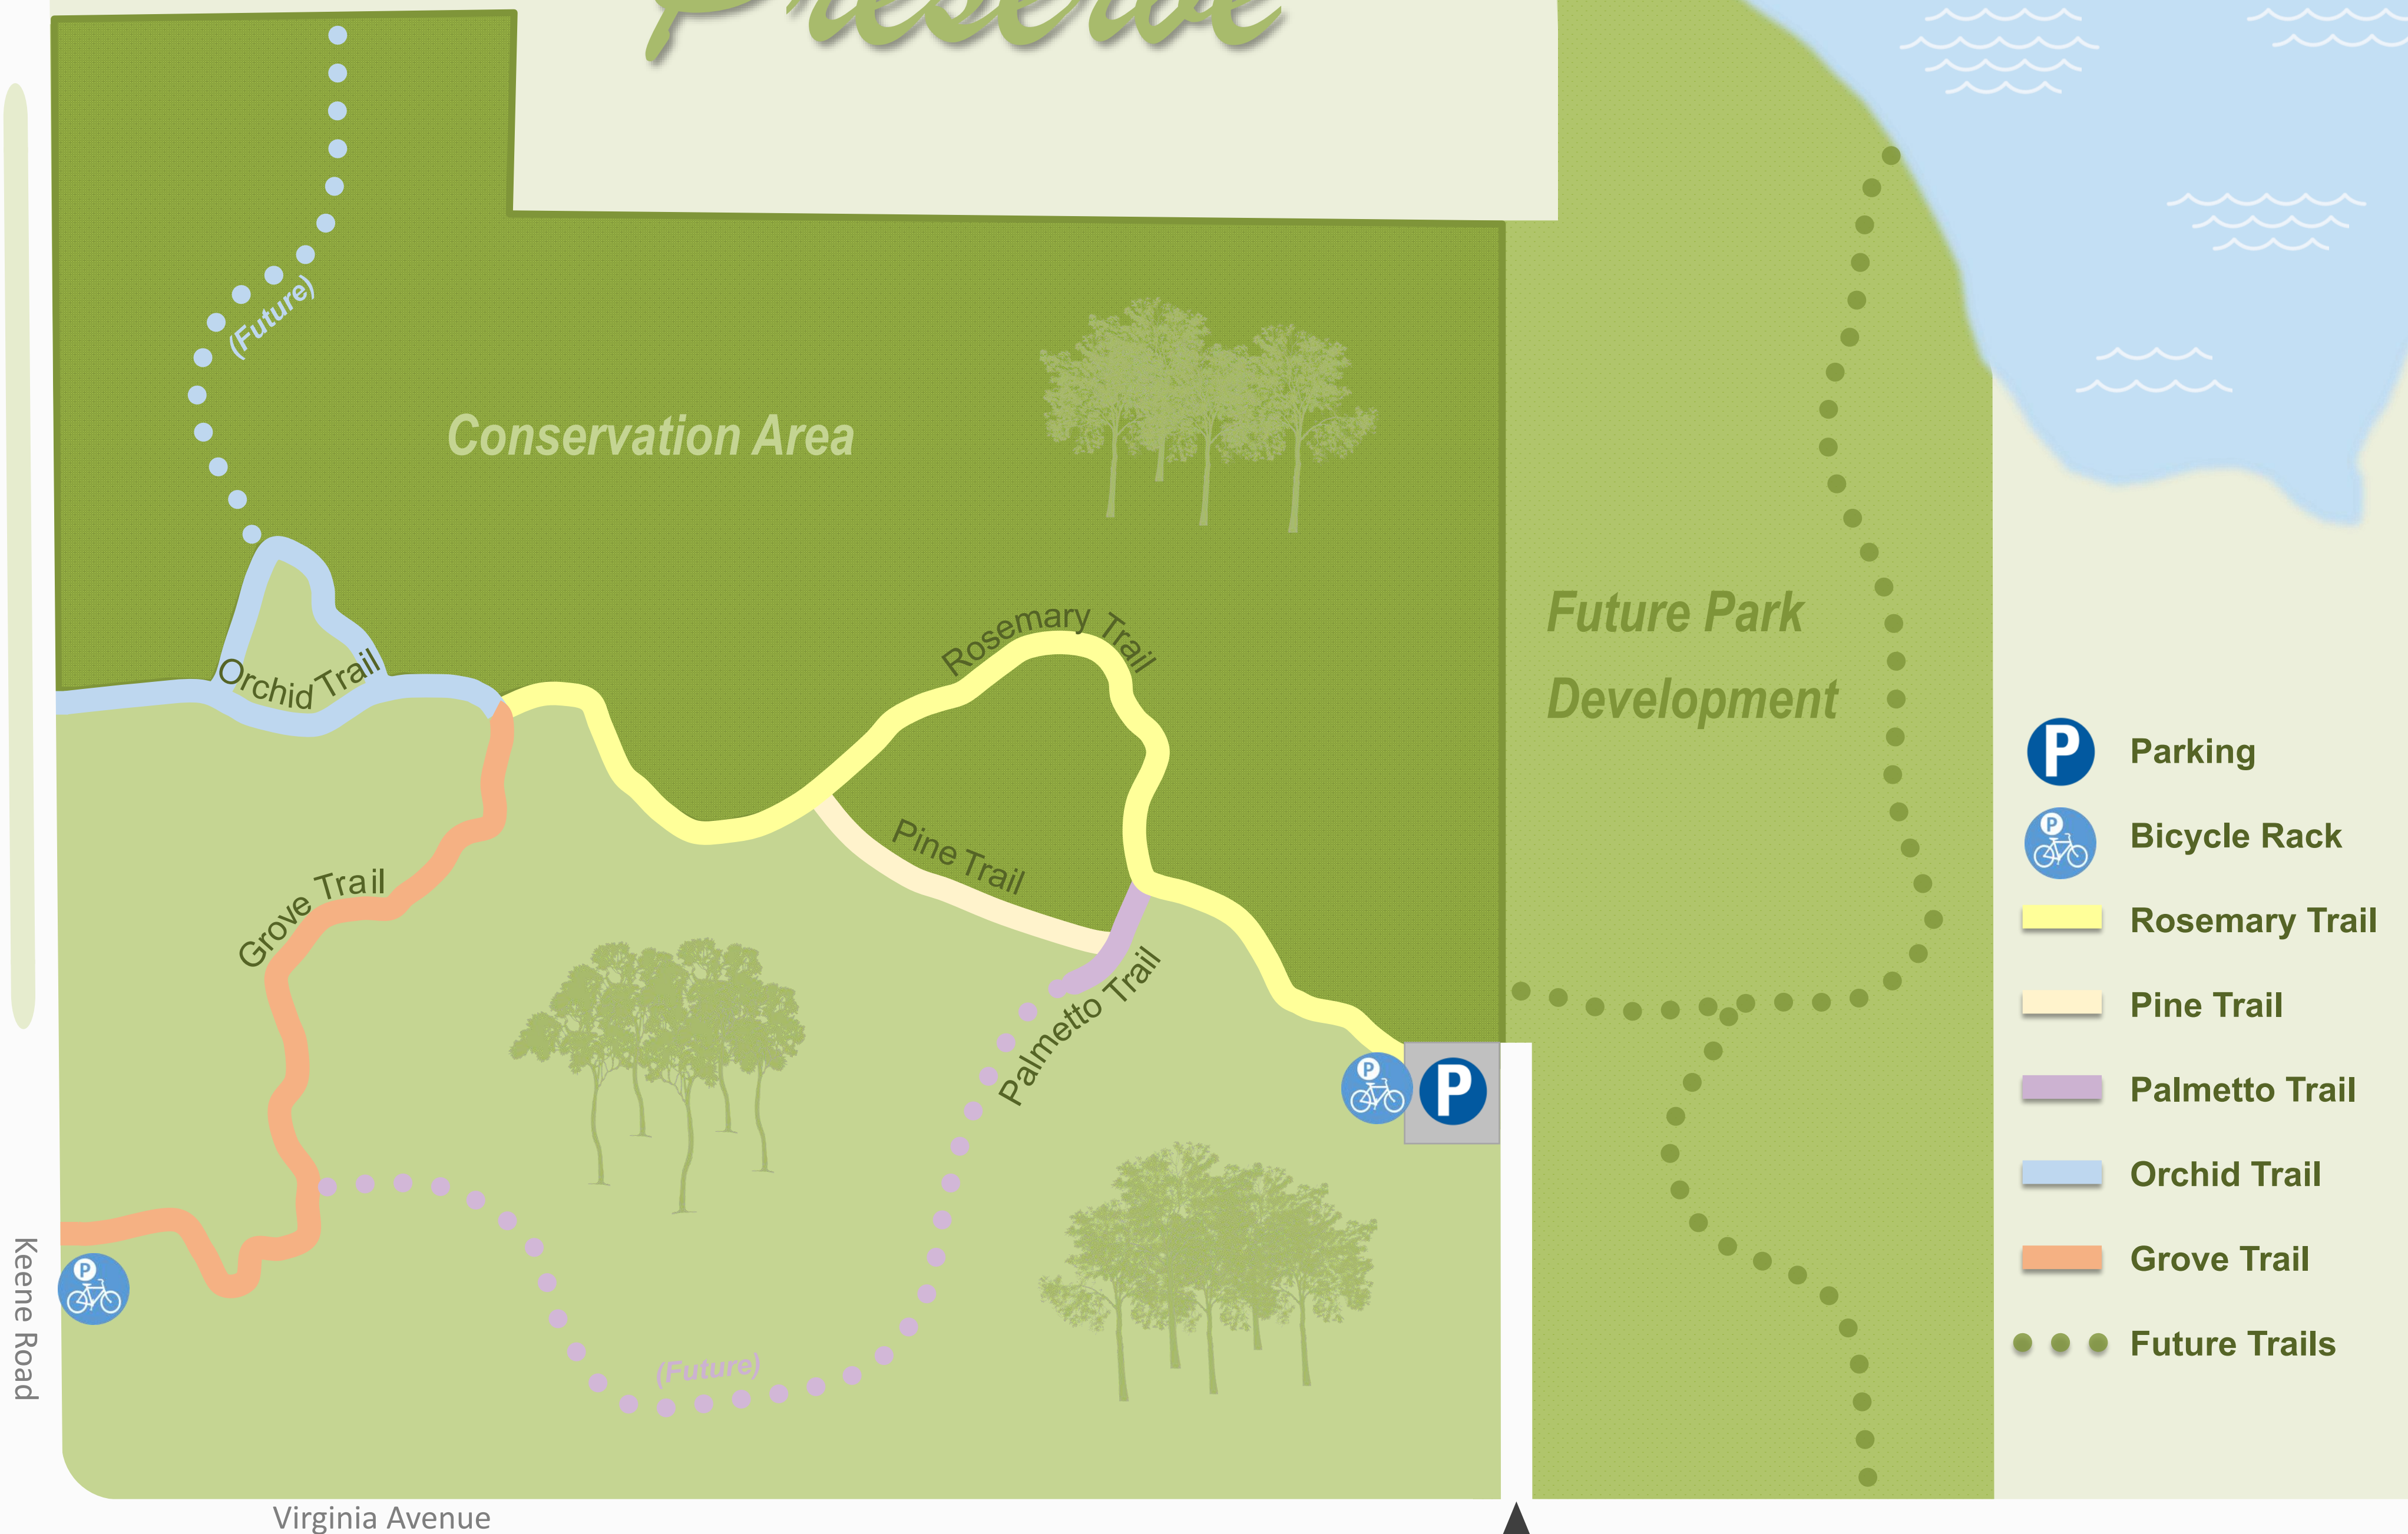 Preserve
(Future)
Conservation Area
Rosemary Trail
Future Park
Development
Orchid Trail
Pine Trail
Grove Trail
Palmetto Trail
(Future)
Keene Road
Virginia Avenue
P
P
P
P
P Parking
P Bicycle Rack
Rosemary Trail
Pine Trail
Palmetto Trail
Orchid Trail
Grove Trail
Future Trails